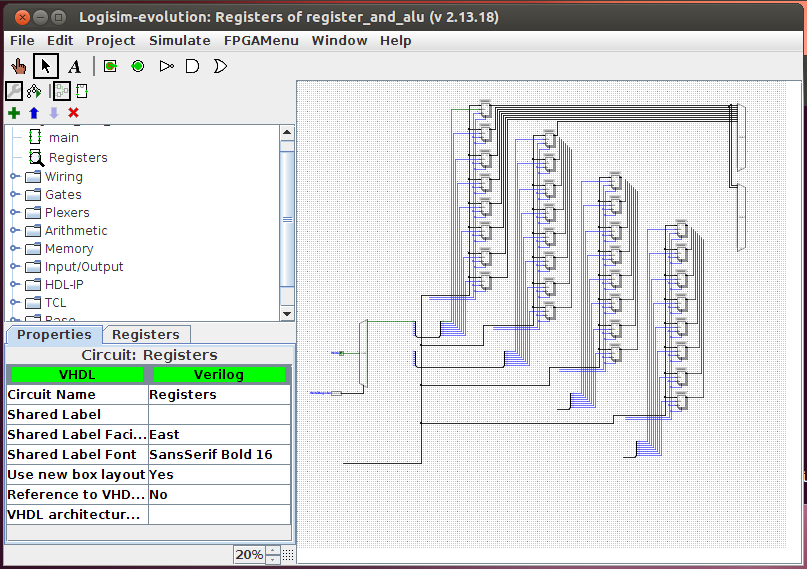 Logisim-evolution: Registers of register_and_alu (v 2.13.18)
File Edit Project Simulate FPGAMenu Window Help
A
main
Registers
Wiring
Gates
Plexers
Arithmetic
Memory
Input/Output
HDL-IP
TCL
Base
Properties Registers
Circuit: Registers
VHDL Verilog
Circuit Name Registers
Shared Label
Shared Label Faci... East
Shared Label Font SansSerif Bold 16
Use new box layout Yes
Reference to VHD... No
VHDL architectur...
20%